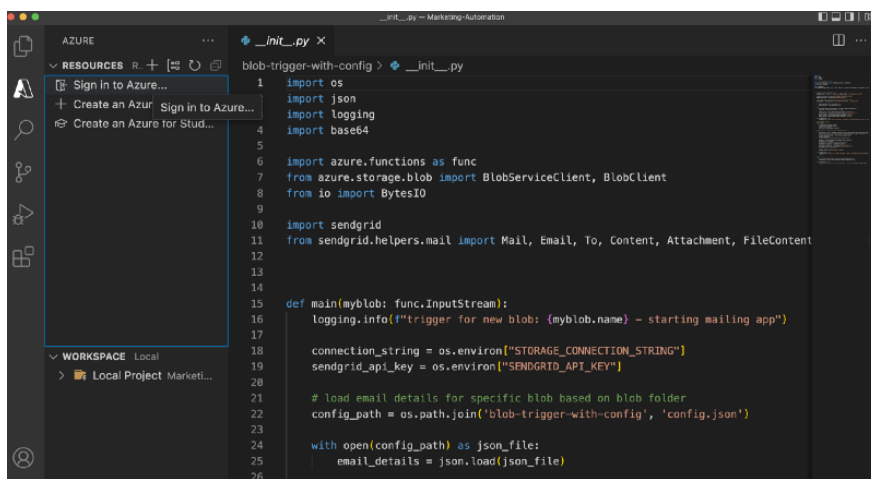 __init__.py — Marketing-Automation
AZURE
RESOURCES R..
Sign in to Azure...
Create an Azur
Sign in to Azure...
Create an Azure for Stud...
WORKSPACE Local
Local Project Marketi...
__init__.py
blob-trigger-with-config > __init__.py
1 import os
import json
import logging
4 import base64
5
6 import azure.functions as func
7 from azure.storage.blob import BlobServiceClient, BlobClient
8 from io import BytesIO
9
10 import sendgrid
11 from sendgrid.helpers.mail import Mail, Email, To, Content, Attachment, FileContent
12
13
14
15 def main(myblob: func.InputStream):
16 logging.info(f"trigger for new blob: {myblob.name} – starting mailing app")
17
18 connection_string = os.environ["STORAGE_CONNECTION_STRING"]
19 sendgrid_api_key = os.environ["SENDGRID_API_KEY"]
20
21 # load email details for specific blob based on blob folder
22 config_path = os.path.join('blob-trigger-with-config', 'config.json')
23
24 with open(config_path) as json_file:
25 email_details = json.load(json_file)
26